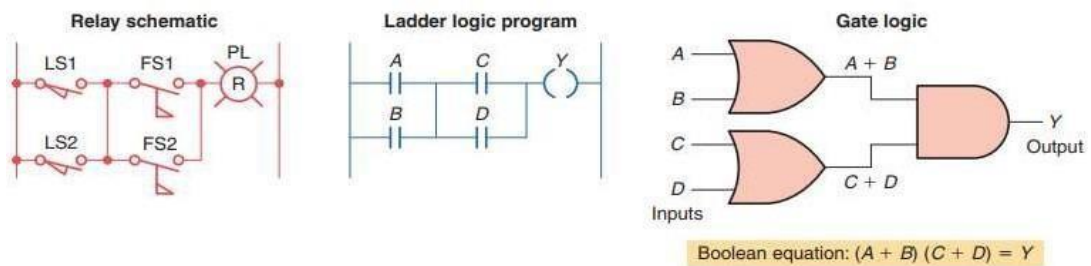 Relay schematic
PL
LS1
FS1
R
LS2
FS2
Ladder logic program
A
C
Y
B
D
Gate logic
A
A + B
B
Y
Output
C
C + D
D
Inputs
Boolean equation: (A + B) (C + D) = Y